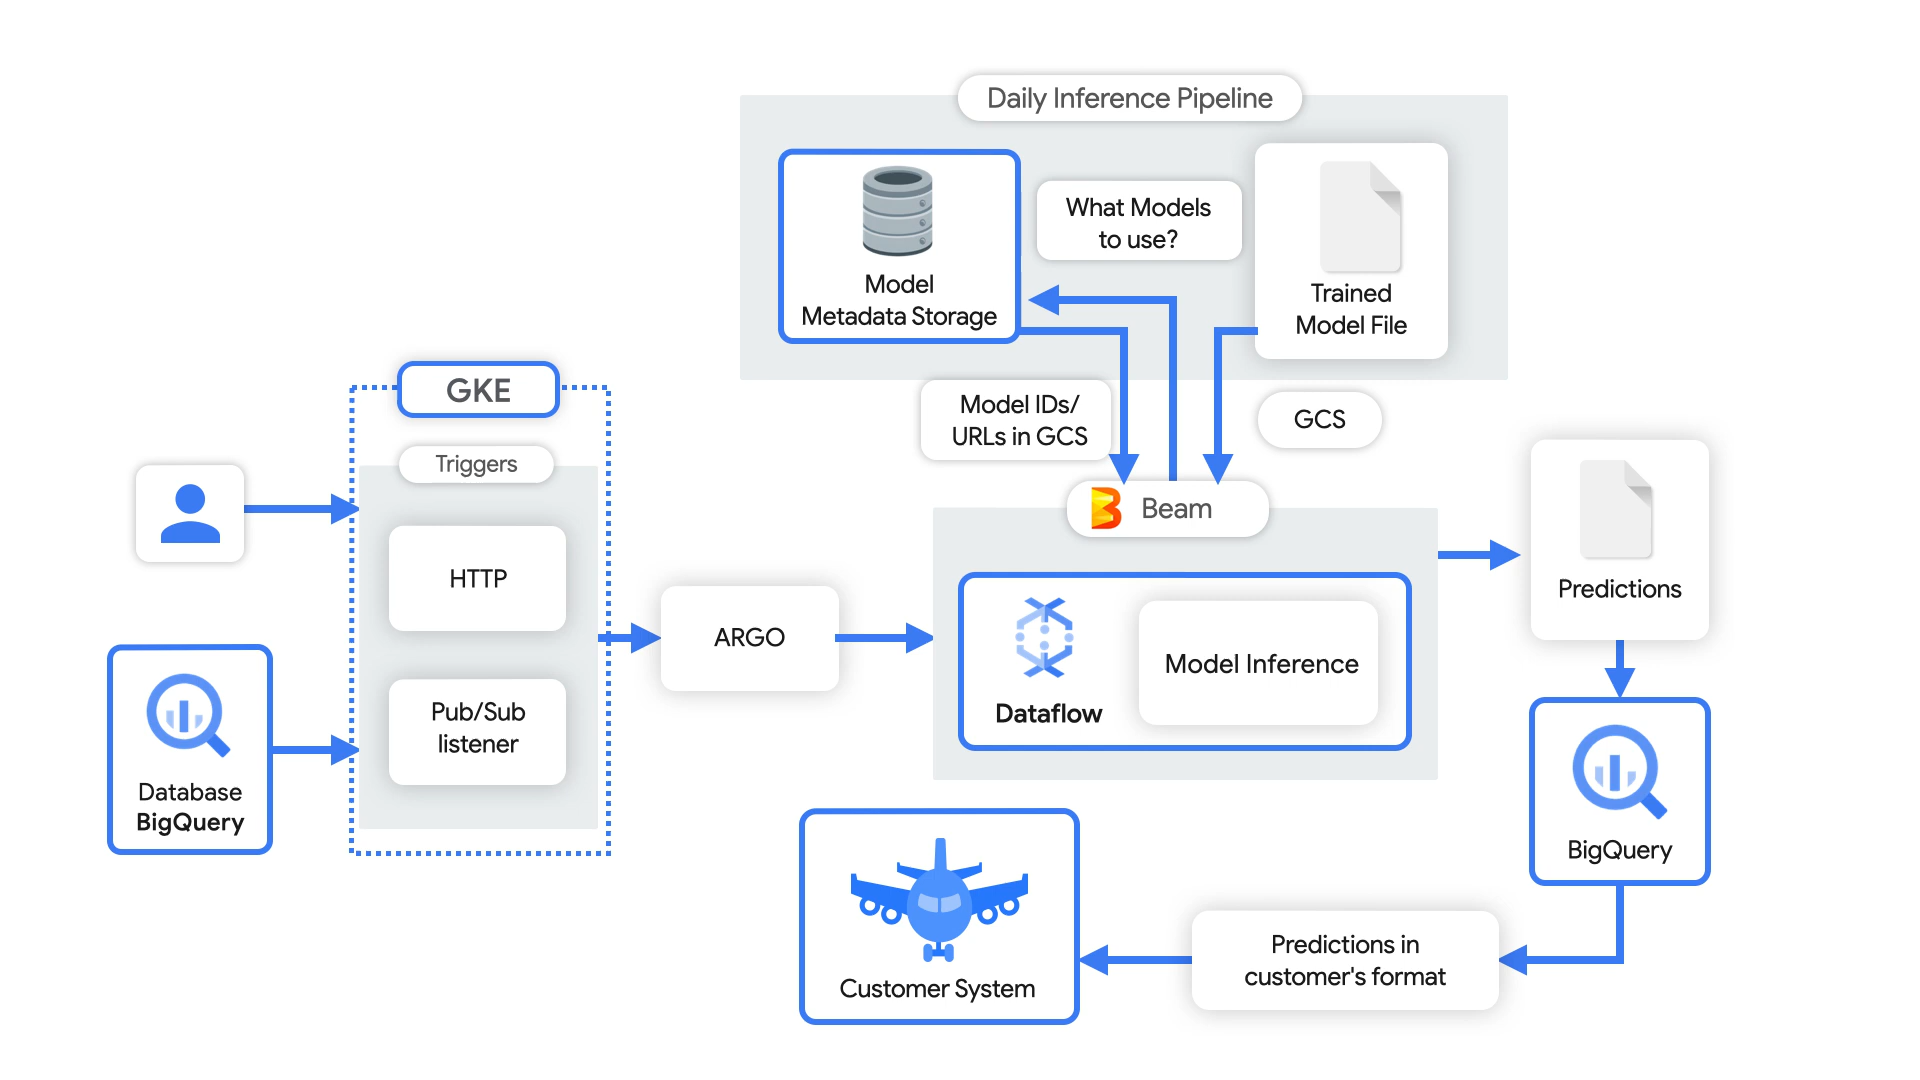 Daily Inference Pipeline
What Models
to use?
Model
Metadata Storage
Trained
Model File
GKE
Model IDs/
URLs in GCS
GCS
Triggers
Beam
HTTP
Predictions
ARGO
Model Inference
Dataflow
Pub/Sub
listener
Database
BigQuery
BigQuery
Predictions in
customer's format
Customer System